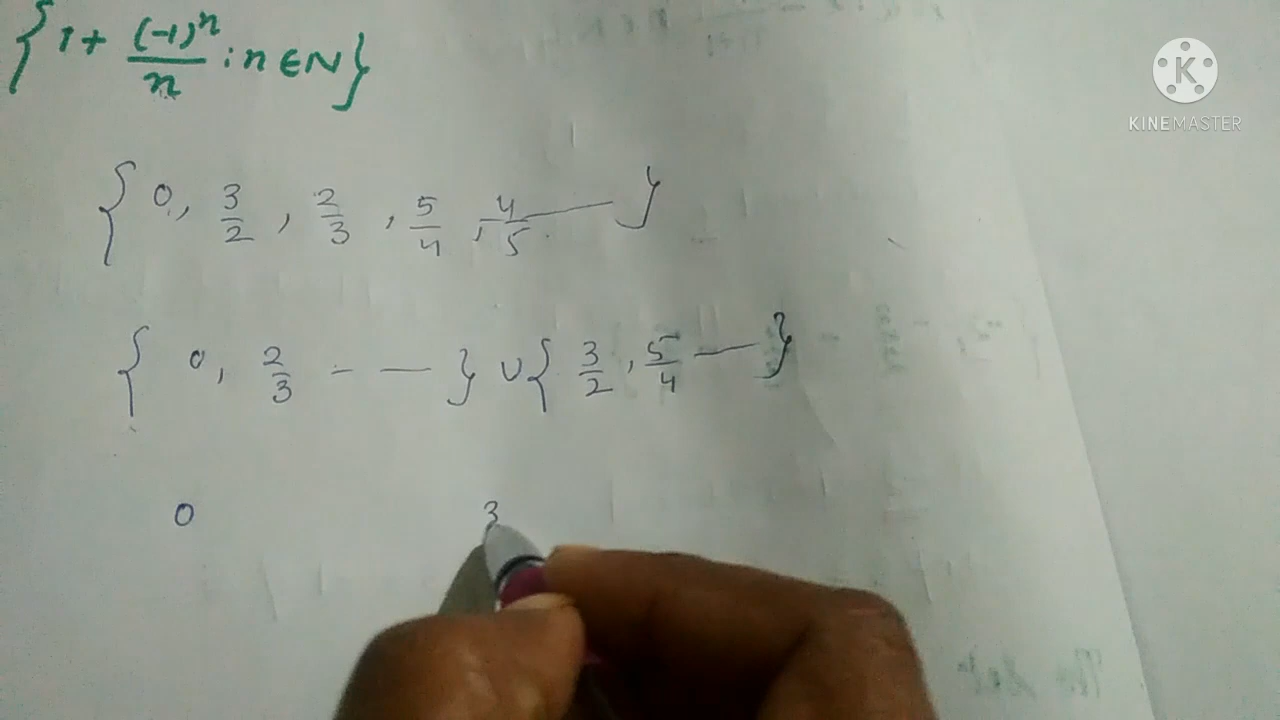 { 1 + (-1)^n/n : n ∈ N }
K
KINEMASTER
{ 0, 3/2, 2/3, 5/4, 4/5 — }
{ 0, 2/3 - — } ∪ { 3/2, 5/4 — }
0 3